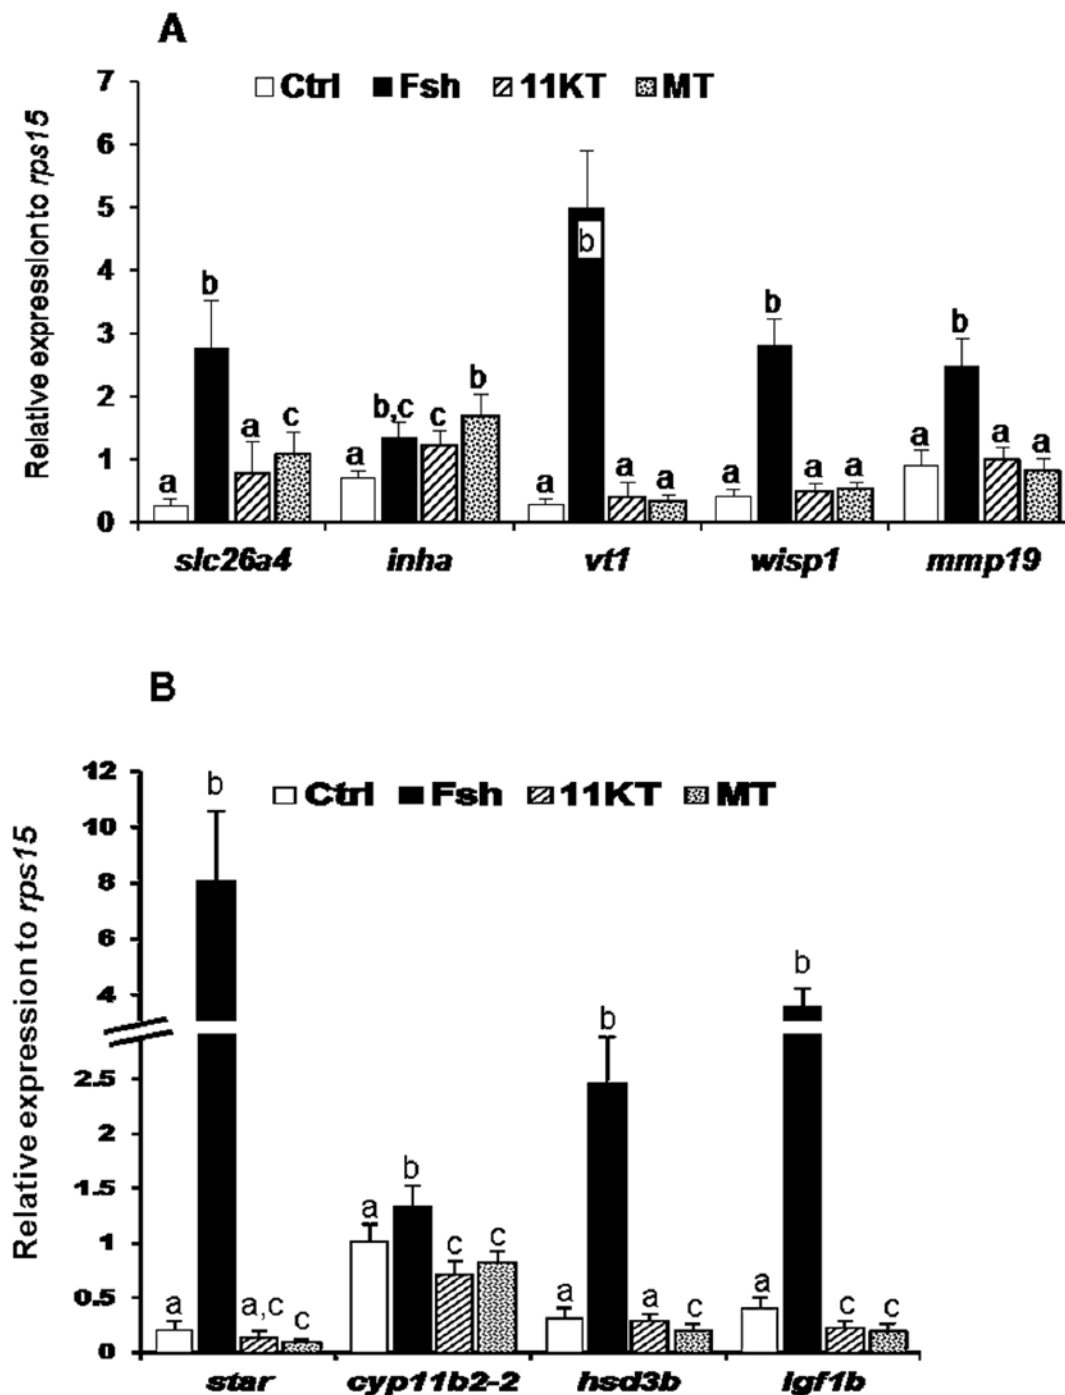 A
Relative expression to rps15
7
6
5
4
3
2
1
0
Ctrl Fsh 11KT MT
a b a c
a b,c c b
a b a a
a b a a
a b a a
slc26a4 inha vt1 wisp1 mmp19
B
Relative expression to rps15
12
10
8
6
4
2.5
2
1.5
1
0.5
0
Ctrl Fsh 11KT MT
a b a,c c
a b c c
a b a c
a b c c
star cyp11b2-2 hsd3b igf1b